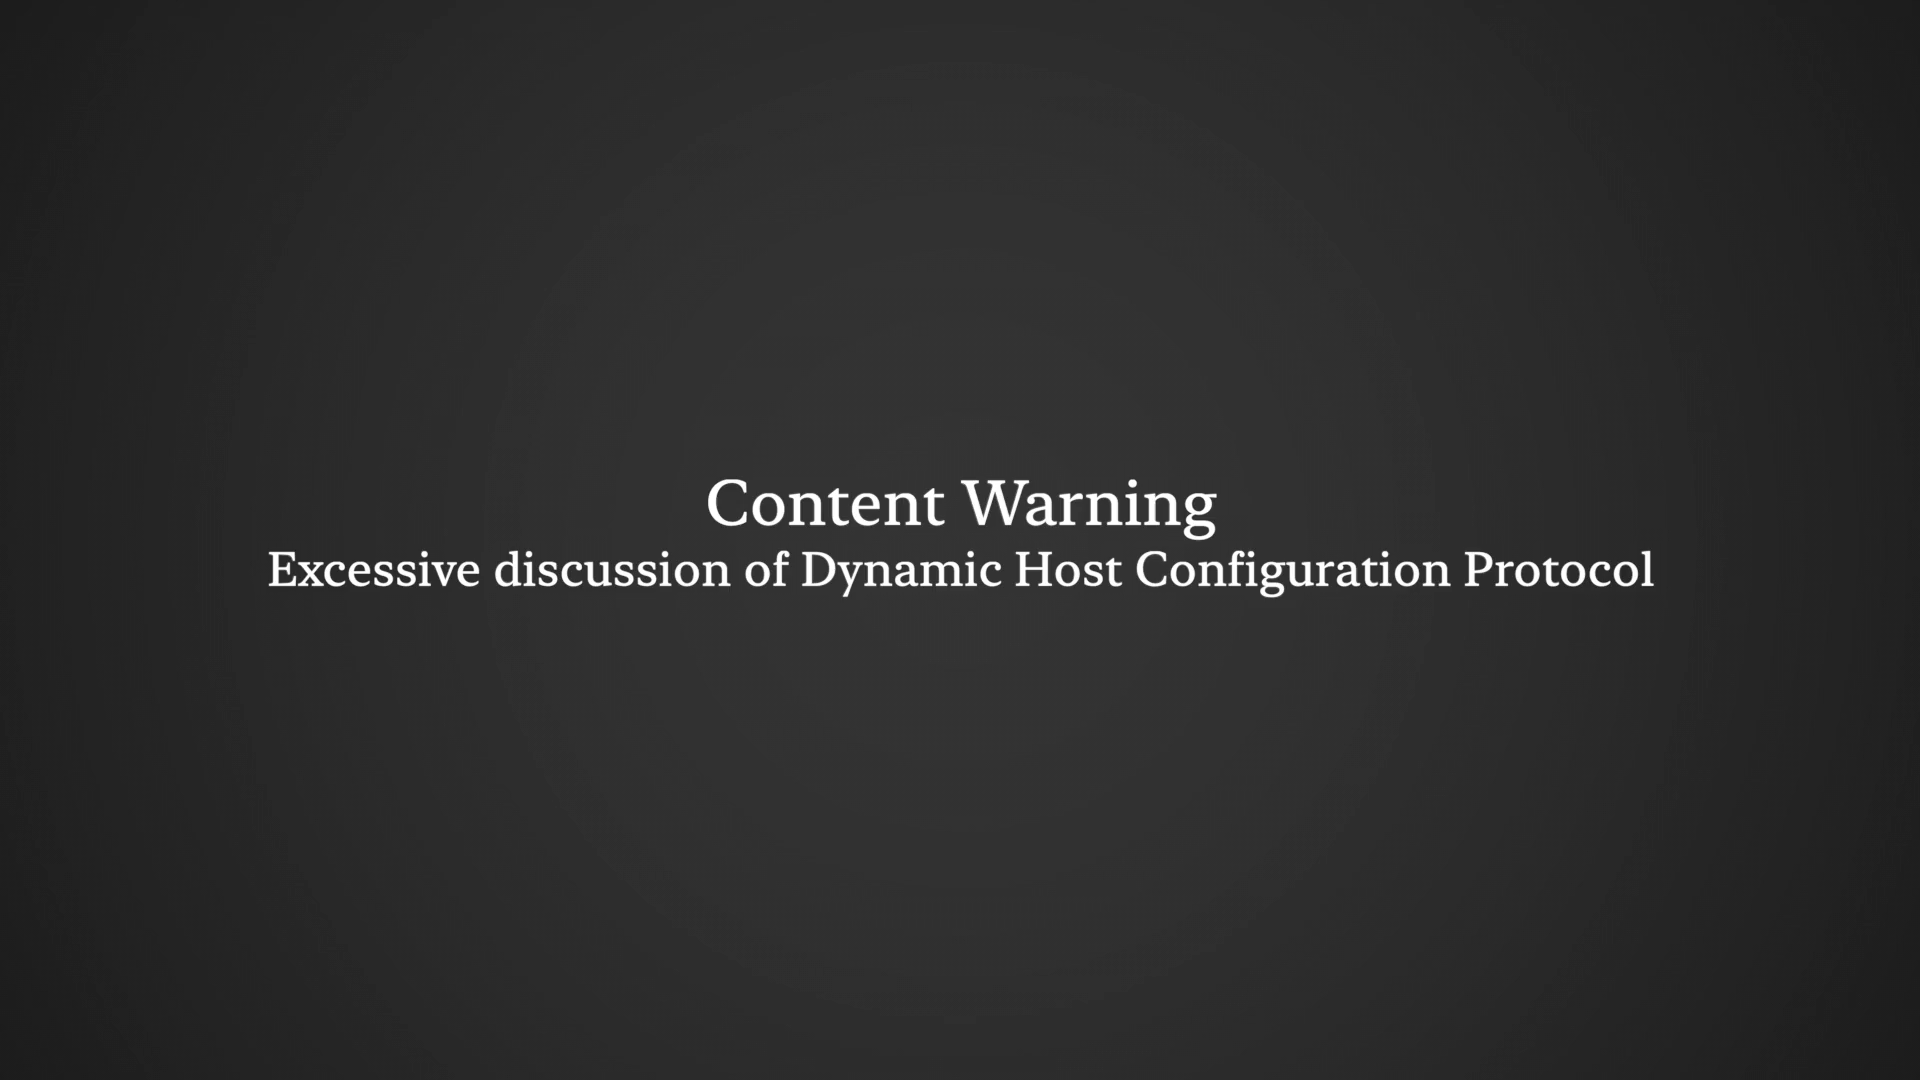 Content Warning
Excessive discussion of Dynamic Host Configuration Protocol